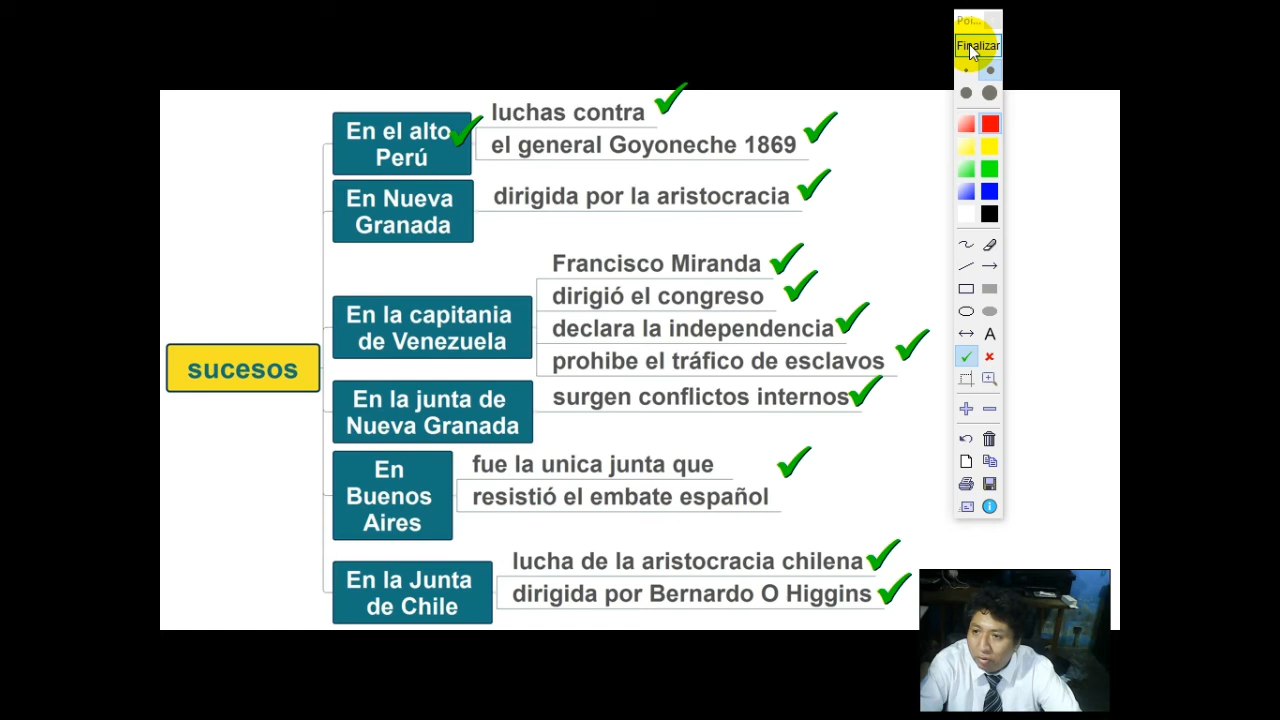 Poi...
Finalizar
luchas contra
En el alto
Perú
el general Goyoneche 1869
En Nueva
Granada
dirigida por la aristocracia
Francisco Miranda
dirigió el congreso
En la capitania
de Venezuela
declara la independencia
prohibe el tráfico de esclavos
sucesos
En la junta de
Nueva Granada
surgen conflictos internos
En
Buenos
Aires
fue la unica junta que
resistió el embate español
lucha de la aristocracia chilena
En la Junta
de Chile
dirigida por Bernardo O Higgins
A